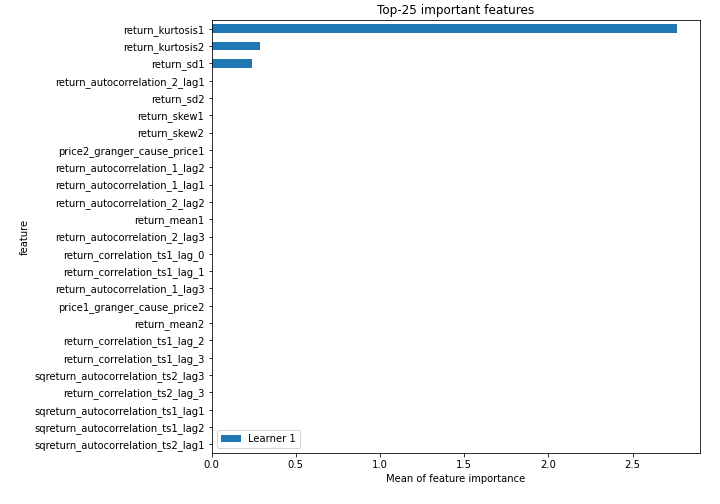 Top-25 important features
return_kurtosis1
return_kurtosis2
return_sd1
return_autocorrelation_2_lag1
return_sd2
return_skew1
return_skew2
price2_granger_cause_price1
return_autocorrelation_1_lag2
return_autocorrelation_1_lag1
return_autocorrelation_2_lag2
return_mean1
return_autocorrelation_2_lag3
return_correlation_ts1_lag_0
return_correlation_ts1_lag_1
return_autocorrelation_1_lag3
price1_granger_cause_price2
return_mean2
return_correlation_ts1_lag_2
return_correlation_ts1_lag_3
sqreturn_autocorrelation_ts2_lag3
return_correlation_ts2_lag_3
sqreturn_autocorrelation_ts1_lag1
sqreturn_autocorrelation_ts1_lag2
sqreturn_autocorrelation_ts2_lag1
feature
Learner 1
0.0 0.5 1.0 1.5 2.0 2.5
Mean of feature importance